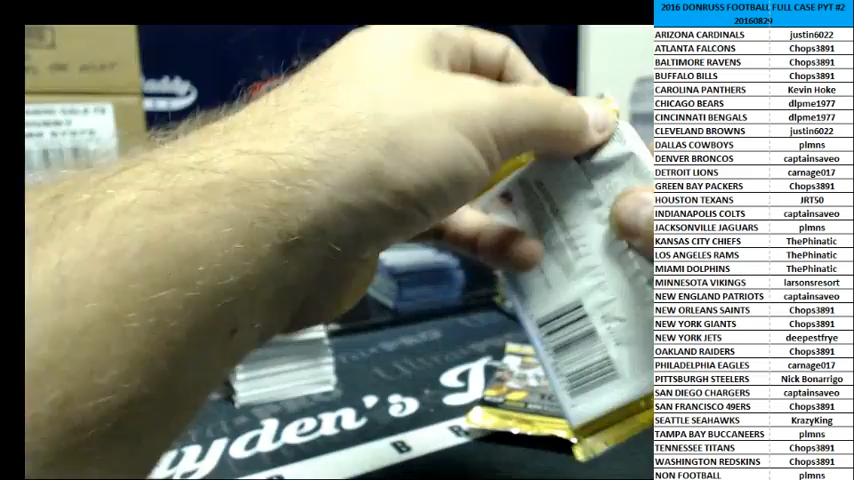 2016 DONRUSS FOOTBALL FULL CASE PYT #2
20160829
ARIZONA CARDINALS justin6022
ATLANTA FALCONS Chops3891
BALTIMORE RAVENS Chops3891
BUFFALO BILLS Chops3891
CAROLINA PANTHERS Kevin Hoke
CHICAGO BEARS dlpme1977
CINCINNATI BENGALS dlpme1977
CLEVELAND BROWNS justin6022
DALLAS COWBOYS plmns
DENVER BRONCOS captainsaveo
DETROIT LIONS carnage017
GREEN BAY PACKERS Chops3891
HOUSTON TEXANS JRT50
INDIANAPOLIS COLTS captainsaveo
JACKSONVILLE JAGUARS plmns
KANSAS CITY CHIEFS ThePhinatic
LOS ANGELES RAMS ThePhinatic
MIAMI DOLPHINS ThePhinatic
MINNESOTA VIKINGS larsonsresort
NEW ENGLAND PATRIOTS captainsaveo
NEW ORLEANS SAINTS Chops3891
NEW YORK GIANTS Chops3891
NEW YORK JETS deepestfrye
OAKLAND RAIDERS Chops3891
PHILADELPHIA EAGLES carnage017
PITTSBURGH STEELERS Nick Bonarrigo
SAN DIEGO CHARGERS captainsaveo
SAN FRANCISCO 49ERS Chops3891
SEATTLE SEAHAWKS KrazyKing
TAMPA BAY BUCCANEERS plmns
TENNESSEE TITANS Chops3891
WASHINGTON REDSKINS Chops3891
NON FOOTBALL plmns
yden's
B R